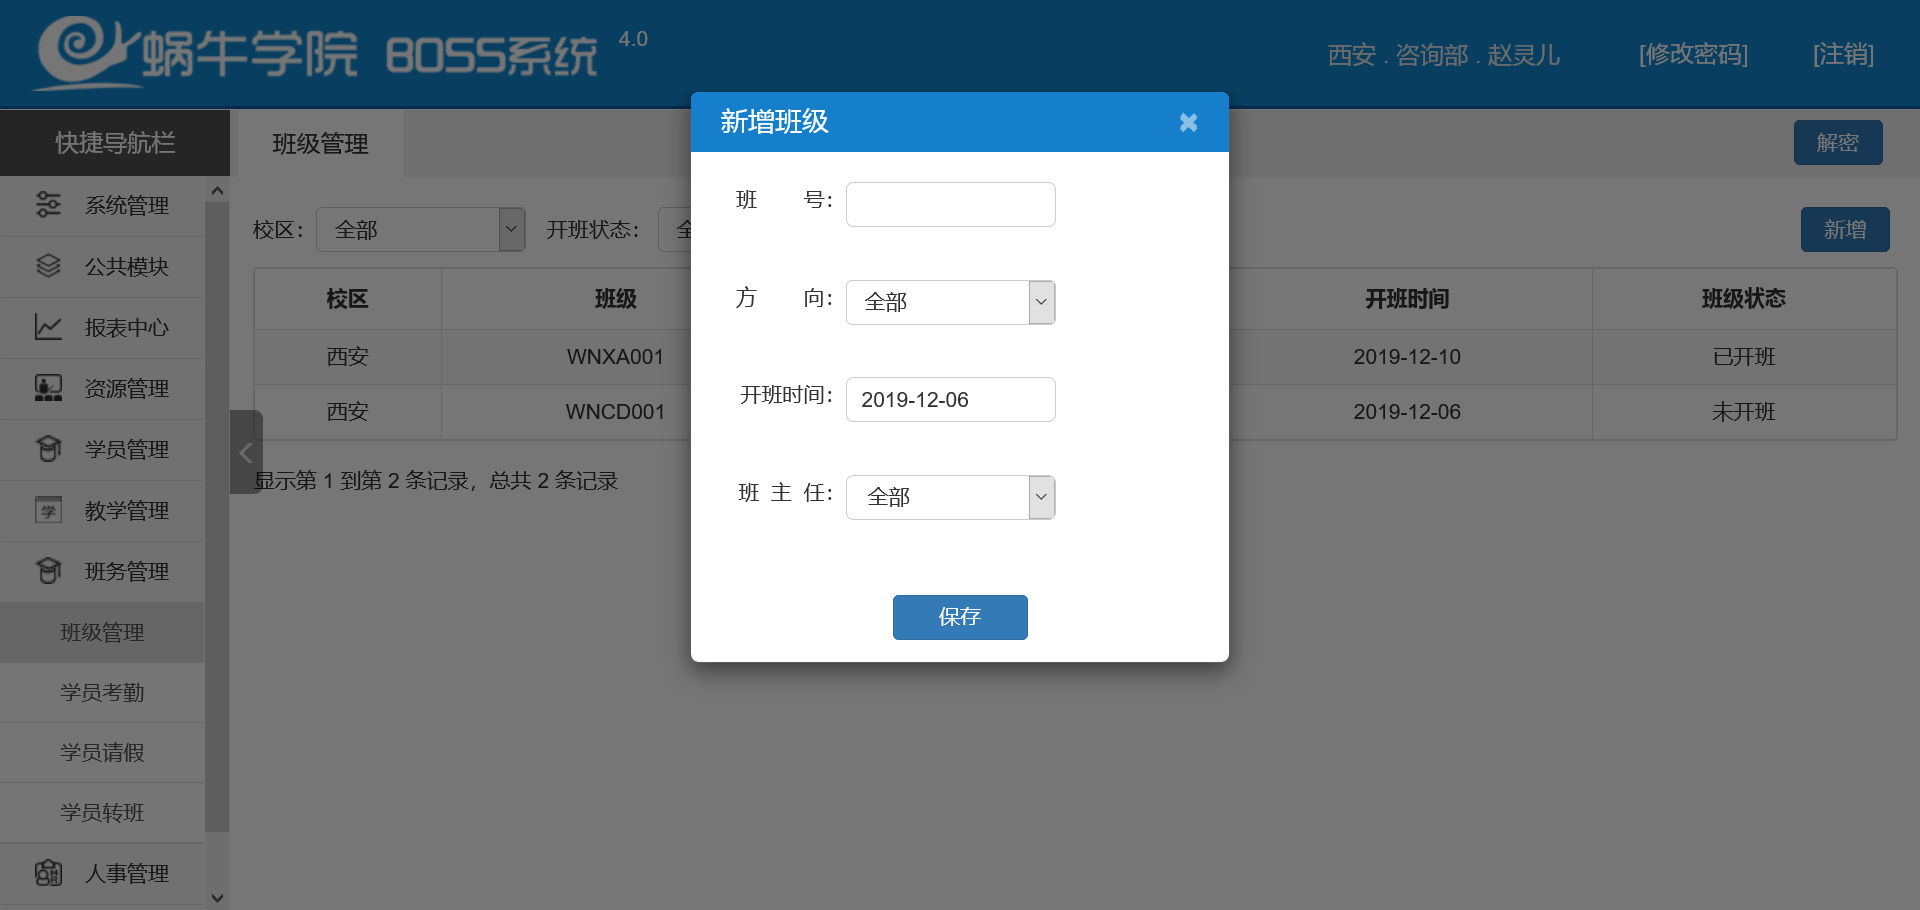 蜗牛学院 BOSS系统 4.0
西安 . 咨询部 . 赵灵儿 [修改密码] [注销]
快捷导航栏
系统管理
公共模块
报表中心
资源管理
学员管理
教学管理
班务管理
班级管理
学员考勤
学员请假
学员转班
人事管理
班级管理
解密
校区： 全部 开班状态：
新增
校区 班级 开班时间 班级状态
西安 WNXA001 2019-12-10 已开班
西安 WNCD001 2019-12-06 未开班
显示第 1 到第 2 条记录，总共 2 条记录
新增班级
班 号：
方 向： 全部
开班时间： 2019-12-06
班 主 任： 全部
保存